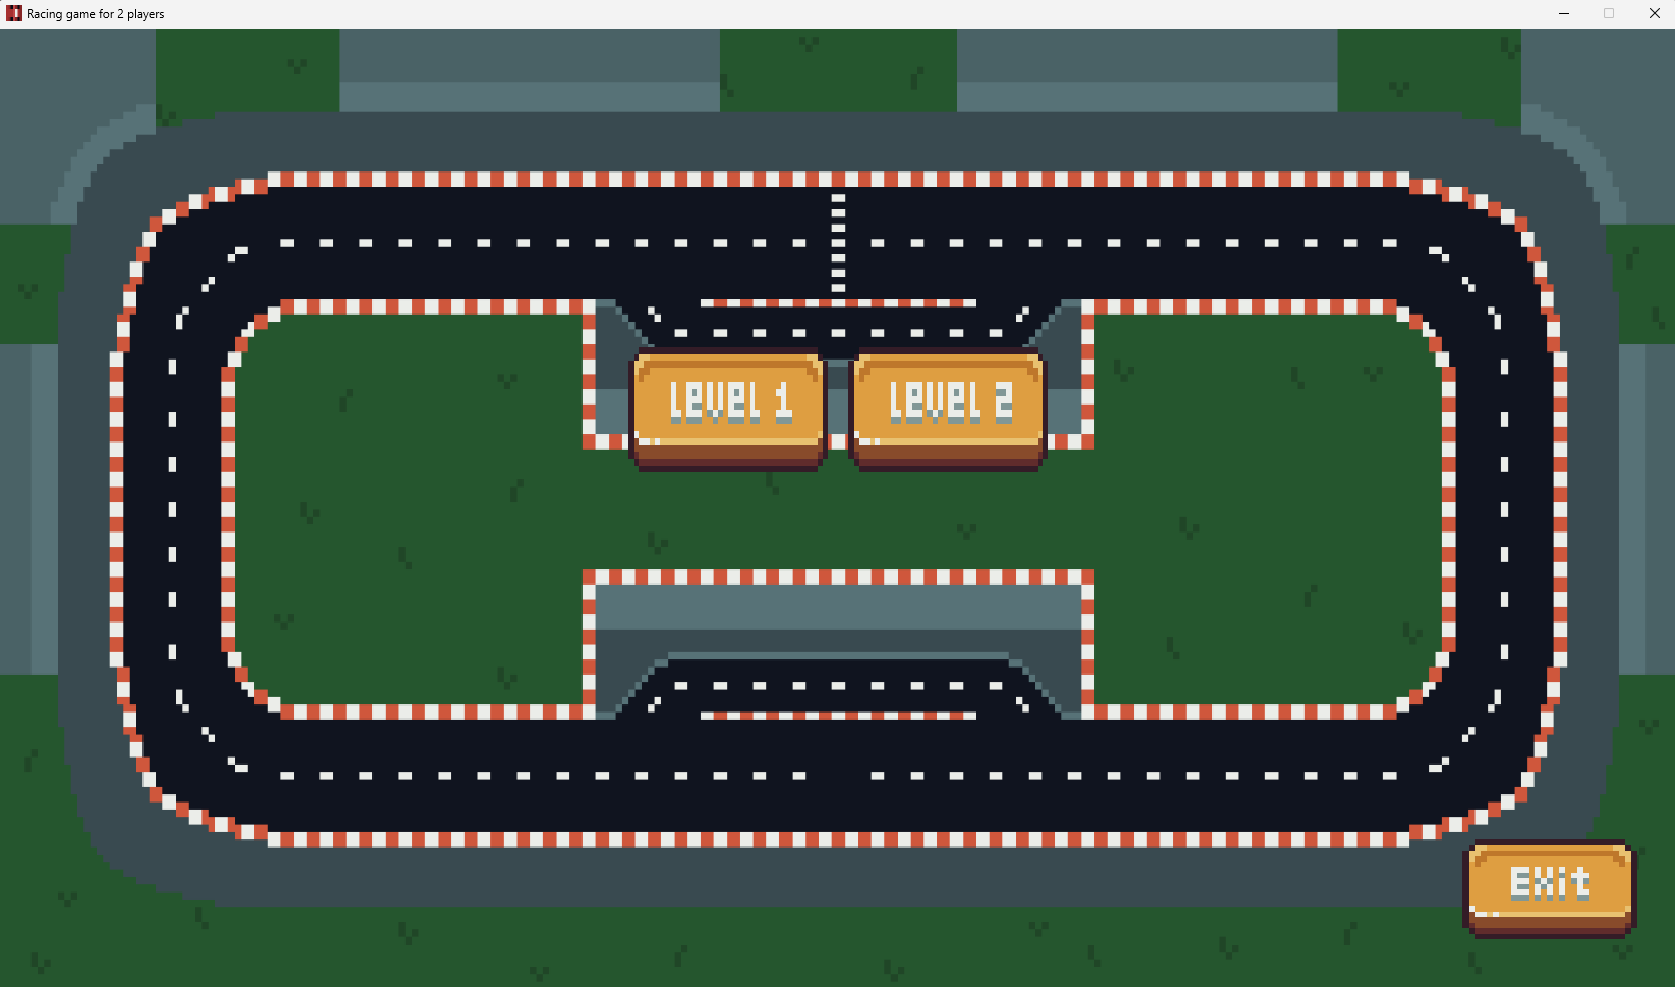 Racing game for 2 players
LEVEL 1
LEVEL 2
EXit